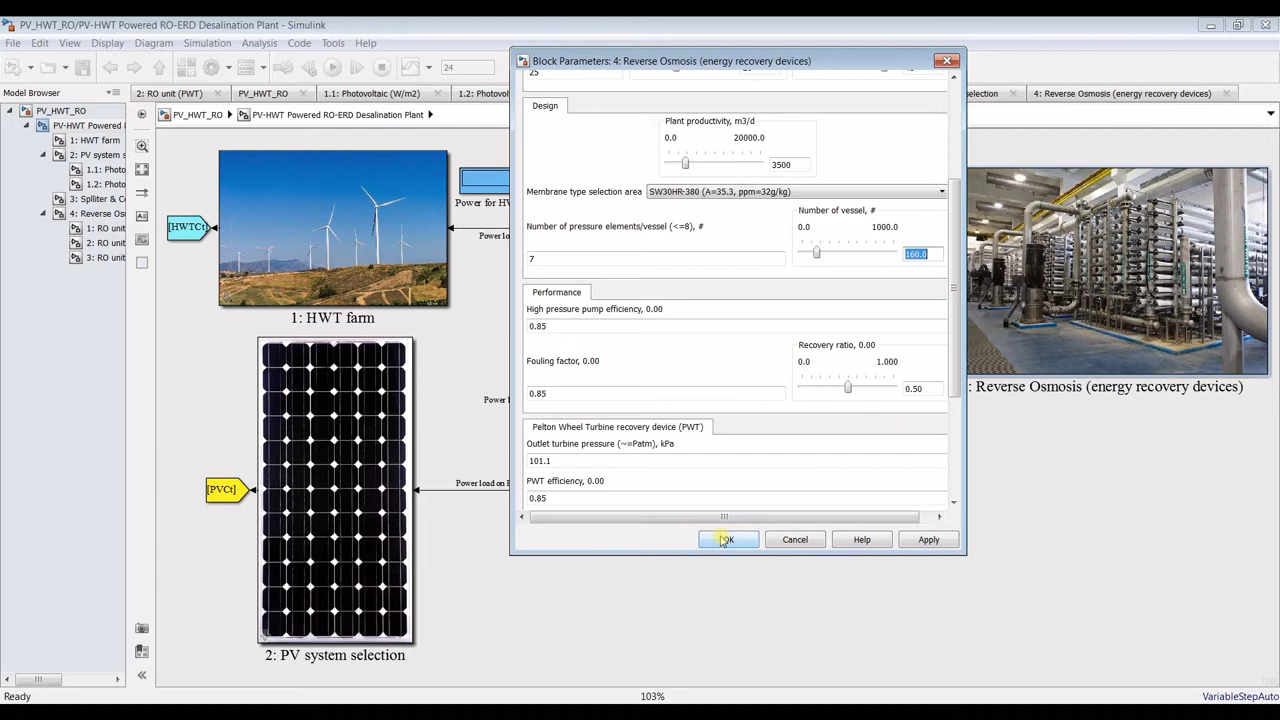 PV_HWT_RO/PV-HWT Powered RO-ERD Desalination Plant - Simulink
File Edit View Display Diagram Simulation Analysis Code Tools Help
24
Model Browser
2: RO unit (PWT)
PV_HWT_RO
1.1: Photovoltaic (W/m2)
1.2: Photovol
selection
4: Reverse Osmosis (energy recovery devices)
PV_HWT_RO
PV-HWT Powered RO-ERD Desalination Plant
PV_HWT_RO
PV-HWT Powered
1: HWT farm
2: PV system s
1.1: Photo
1.2: Photo
3: Spliiter & C
4: Reverse Osm
1: RO unit
2: RO unit
3: RO unit
[HWTCt]
Power for HW
Power lo
1: HWT farm
[PVCt]
Pow
Power load on
2: PV system selection
: Reverse Osmosis (energy recovery devices)
Block Parameters: 4: Reverse Osmosis (energy recovery devices)
25
Design
Plant productivity, m3/d
0.0 20000.0
3500
Membrane type selection area
SW30HR-380 (A=35.3, ppm=32g/kg)
Number of vessel, #
Number of pressure elements/vessel (<=8), #
0.0 1000.0
7
160.0
Performance
High pressure pump efficiency, 0.00
0.85
Fouling factor, 0.00
Recovery ratio, 0.00
0.0 1.000
0.85
0.50
Pelton Wheel Turbine recovery device (PWT)
Outlet turbine pressure (~=Patm), kPa
101.1
PWT efficiency, 0.00
0.85
OK Cancel Help Apply
Ready
103%
VariableStepAuto